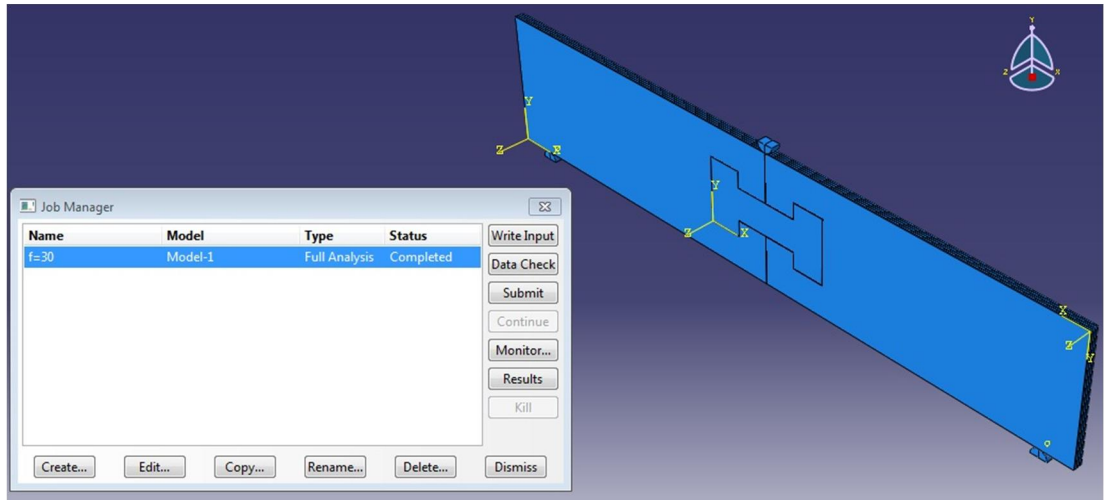 Y
Z X
Y
Z X
Y
Z X
X
Z
Y
Job Manager
Name Model Type Status
f=30 Model-1 Full Analysis Completed
Write Input
Data Check
Submit
Continue
Monitor...
Results
Kill
Create... Edit... Copy... Rename... Delete... Dismiss